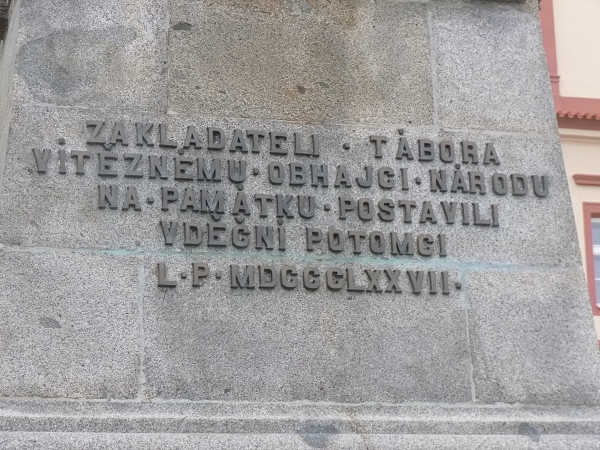 ZAKLADATELI · TÁBORA
VÍTĚZNÉMU · OBHAJCI · NÁRODU
NA · PAMÁTKU · POSTAVILI
VDĚČNÍ POTOMCI
L · P · MDCCCLXXVII ·